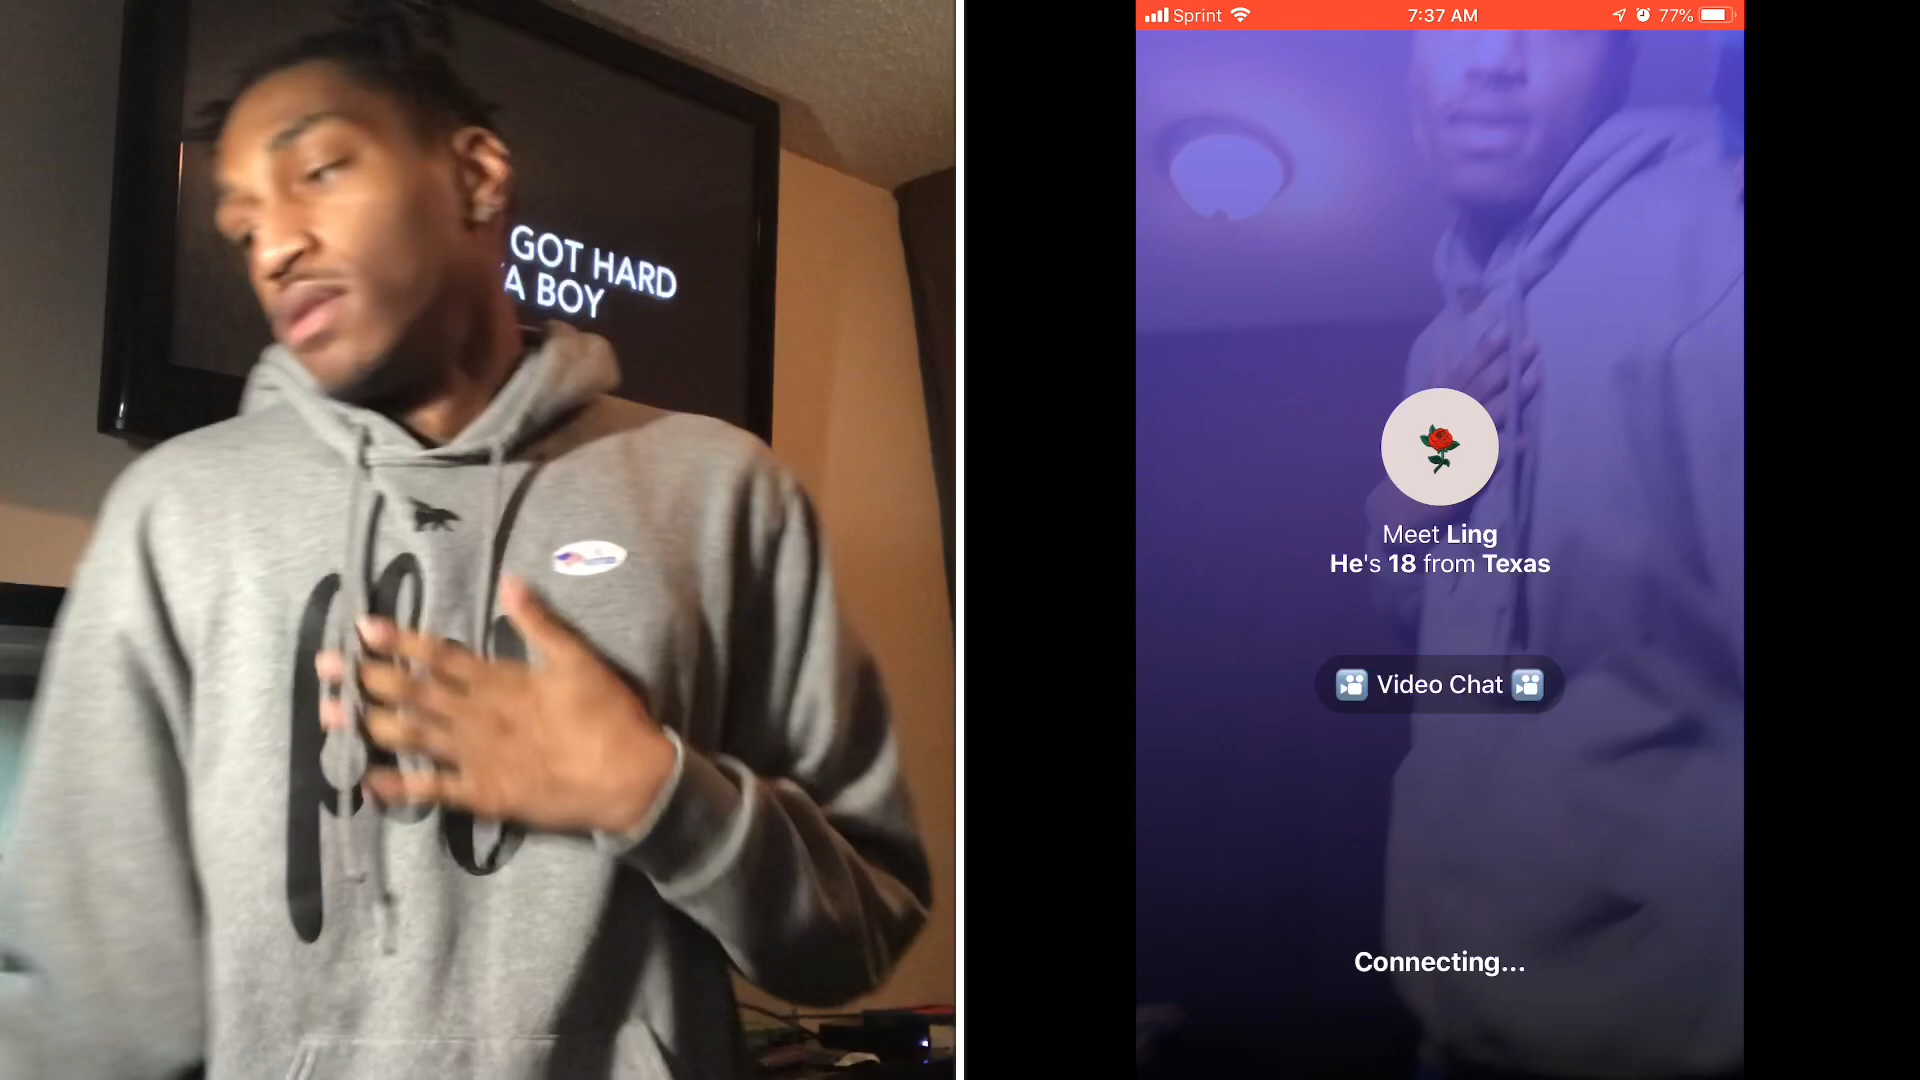 GOT HARD
A BOY
Sprint
7:37 AM
77%
Meet Ling
He's 18 from Texas
Video Chat
Connecting...